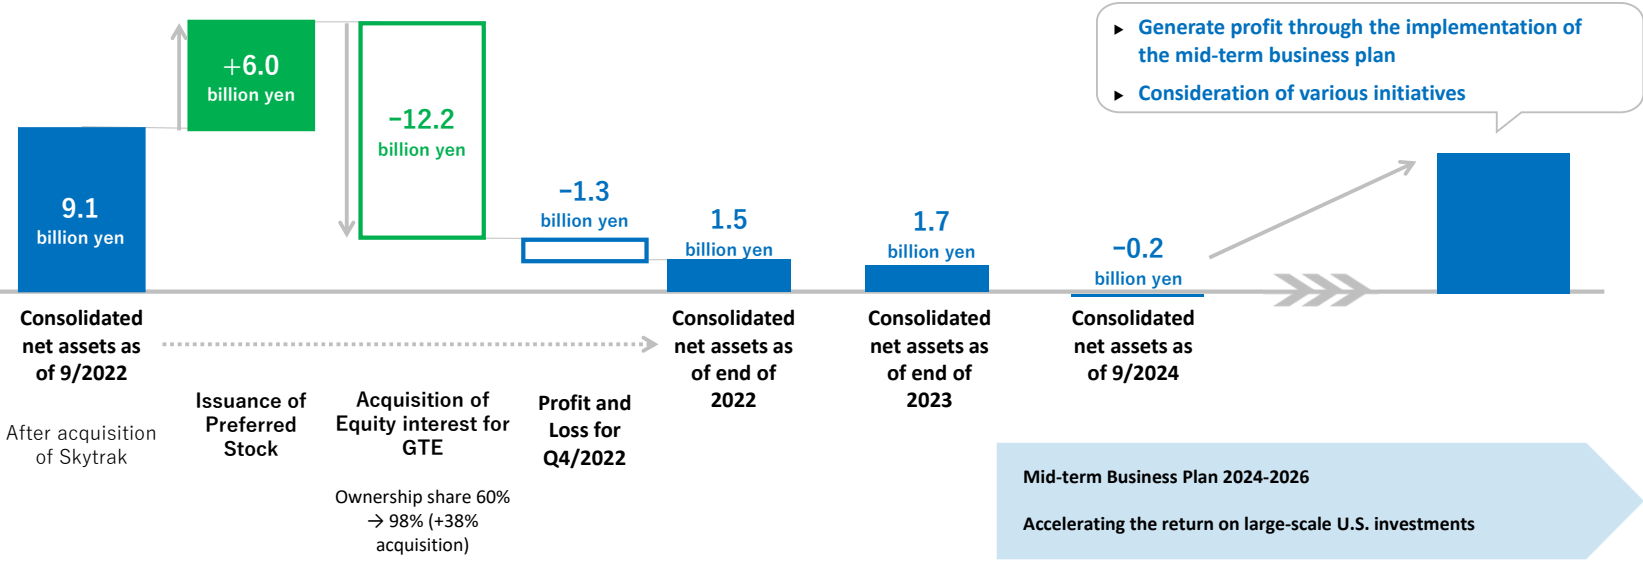 ► Generate profit through the implementation of
the mid-term business plan
► Consideration of various initiatives
+6.0
billion yen
−12.2
billion yen
9.1
billion yen
−1.3
billion yen
1.5
billion yen
1.7
billion yen
−0.2
billion yen
Consolidated
net assets as
of 9/2022
After acquisition
of Skytrak
Issuance of
Preferred
Stock
Acquisition of
Equity interest for
GTE
Ownership share 60%
→ 98% (+38%
acquisition)
Profit and
Loss for
Q4/2022
Consolidated
net assets as
of end of
2022
Consolidated
net assets as
of end of
2023
Consolidated
net assets as
of 9/2024
Mid-term Business Plan 2024-2026
Accelerating the return on large-scale U.S. investments